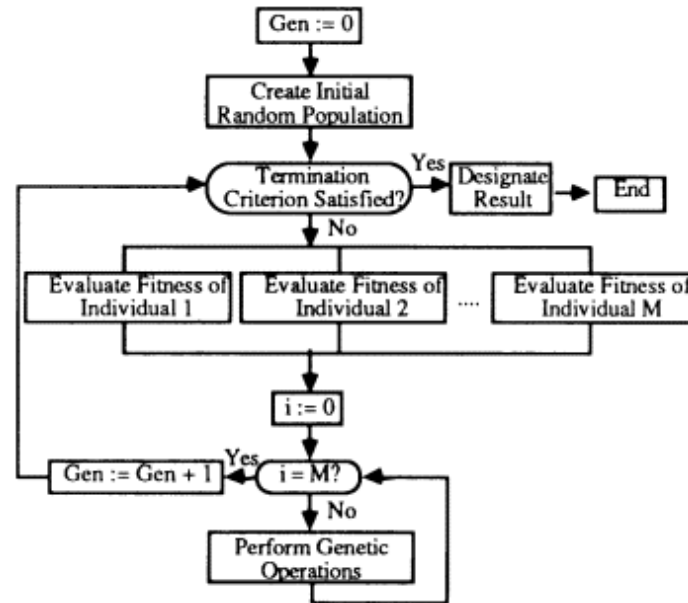 Gen := 0
Create Initial
Random Population
Termination
Criterion Satisfied?
Yes
Designate
Result
End
No
Evaluate Fitness of
Individual 1
Evaluate Fitness of
Individual 2
....
Evaluate Fitness of
Individual M
i := 0
Gen := Gen + 1
Yes
i = M?
No
Perform Genetic
Operations